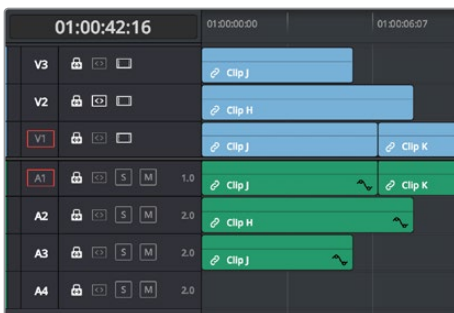 01:00:42:16 01:00:00:00 01:00:06:07
V3 Clip J
V2 Clip H
V1 Clip J Clip K
A1 S M 1.0 Clip J Clip K
A2 S M 2.0 Clip H
A3 S M 2.0 Clip J
A4 S M 2.0